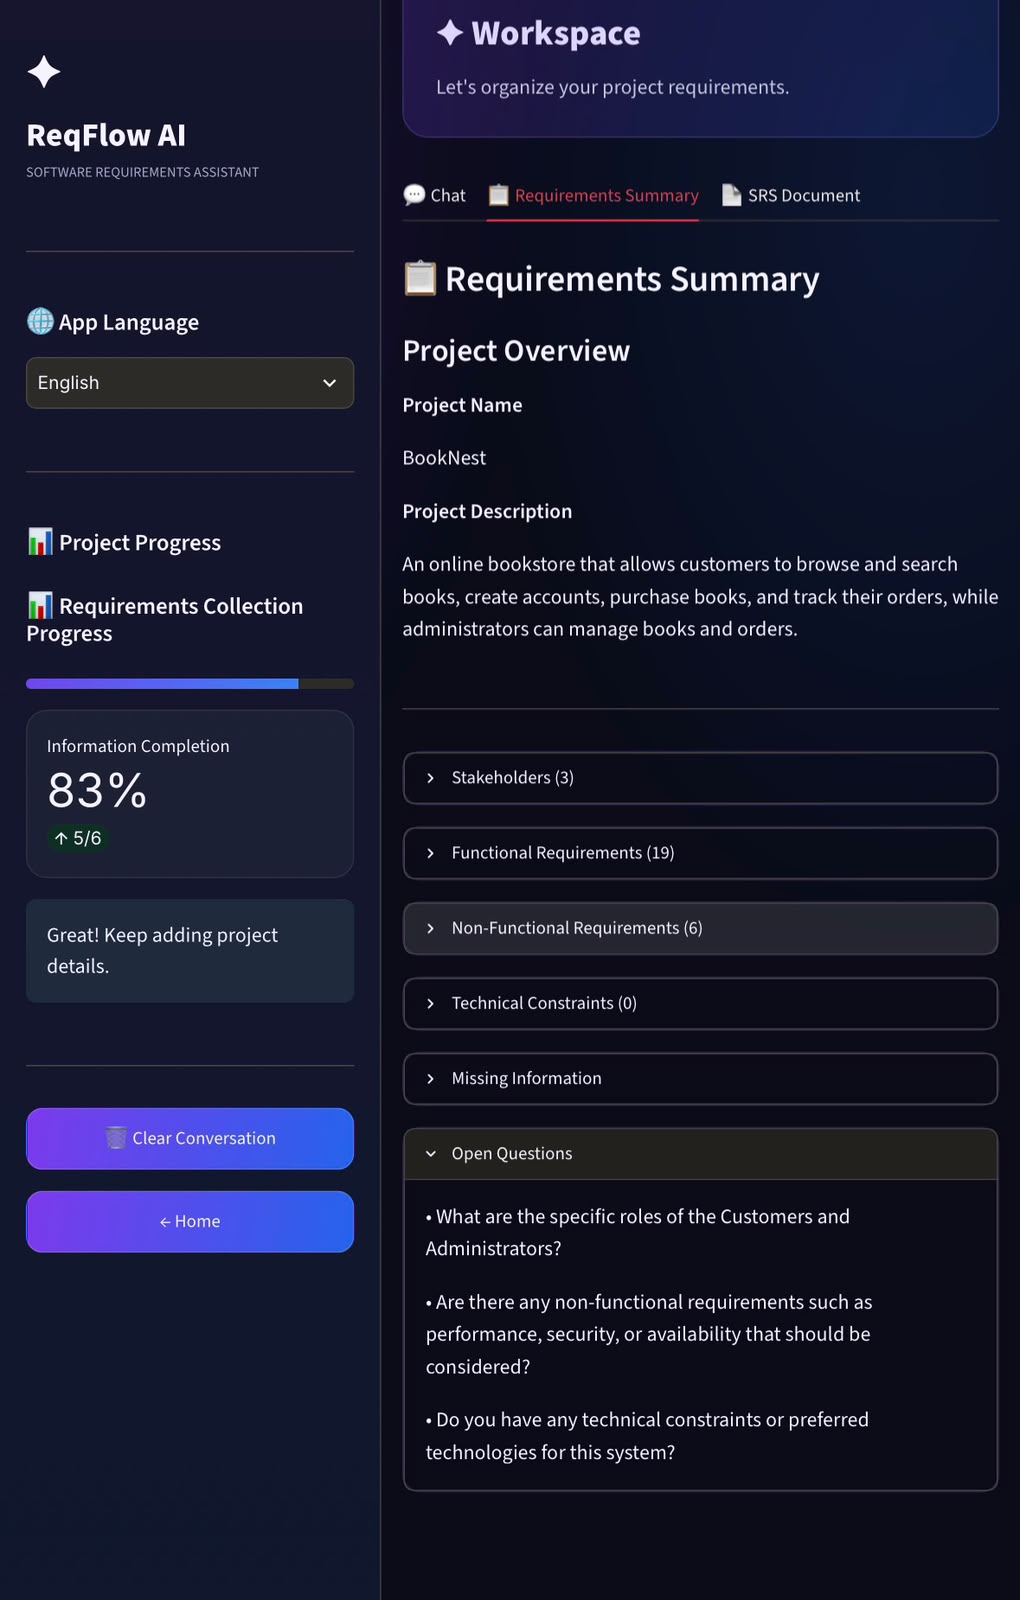 ReqFlow AI
SOFTWARE REQUIREMENTS ASSISTANT
App Language
English
Project Progress
Requirements Collection
Progress
Information Completion
83%
↑ 5/6
Great! Keep adding project
details.
Clear Conversation
← Home
Workspace
Let's organize your project requirements.
Chat
Requirements Summary
SRS Document
Requirements Summary
Project Overview
Project Name
BookNest
Project Description
An online bookstore that allows customers to browse and search
books, create accounts, purchase books, and track their orders, while
administrators can manage books and orders.
Stakeholders (3)
Functional Requirements (19)
Non-Functional Requirements (6)
Technical Constraints (0)
Missing Information
Open Questions
• What are the specific roles of the Customers and
Administrators?
• Are there any non-functional requirements such as
performance, security, or availability that should be
considered?
• Do you have any technical constraints or preferred
technologies for this system?